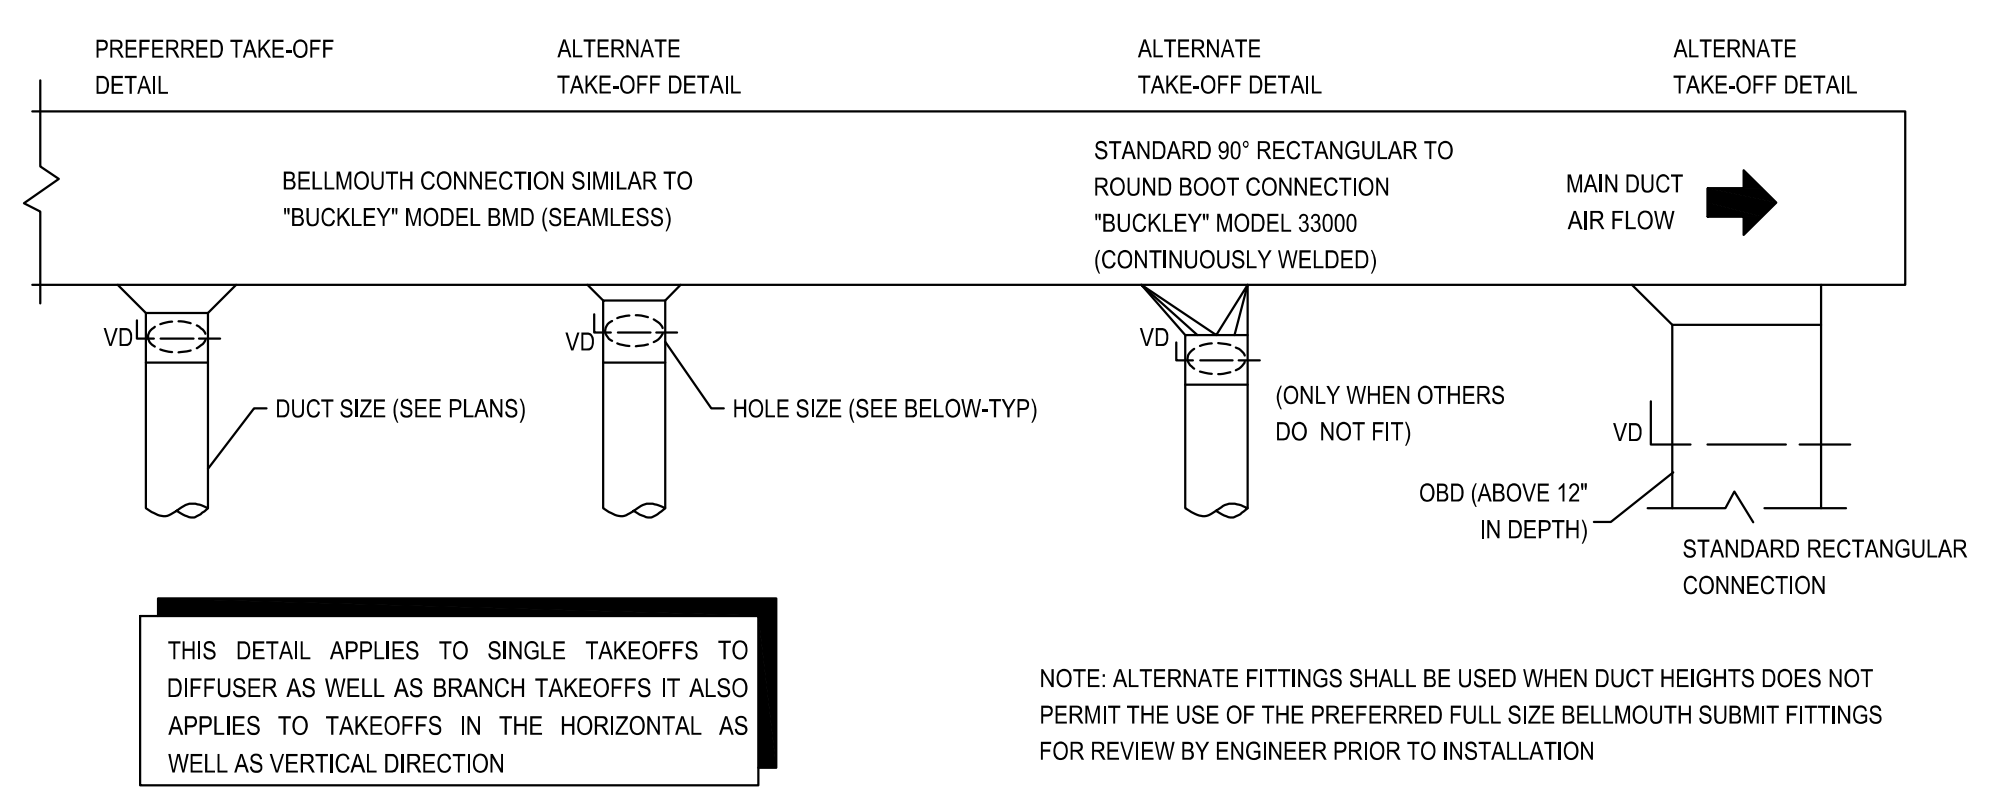 PREFERRED TAKE-OFF
DETAIL
ALTERNATE
TAKE-OFF DETAIL
ALTERNATE
TAKE-OFF DETAIL
ALTERNATE
TAKE-OFF DETAIL
BELLMOUTH CONNECTION SIMILAR TO
"BUCKLEY" MODEL BMD (SEAMLESS)
STANDARD 90° RECTANGULAR TO
ROUND BOOT CONNECTION
"BUCKLEY" MODEL 33000
(CONTINUOUSLY WELDED)
MAIN DUCT
AIR FLOW
VD
VD
VD
VD
DUCT SIZE (SEE PLANS)
HOLE SIZE (SEE BELOW-TYP)
(ONLY WHEN OTHERS
DO NOT FIT)
OBD (ABOVE 12"
IN DEPTH)
STANDARD RECTANGULAR
CONNECTION
THIS DETAIL APPLIES TO SINGLE TAKEOFFS TO
DIFFUSER AS WELL AS BRANCH TAKEOFFS IT ALSO
APPLIES TO TAKEOFFS IN THE HORIZONTAL AS
WELL AS VERTICAL DIRECTION
NOTE: ALTERNATE FITTINGS SHALL BE USED WHEN DUCT HEIGHTS DOES NOT
PERMIT THE USE OF THE PREFERRED FULL SIZE BELLMOUTH SUBMIT FITTINGS
FOR REVIEW BY ENGINEER PRIOR TO INSTALLATION